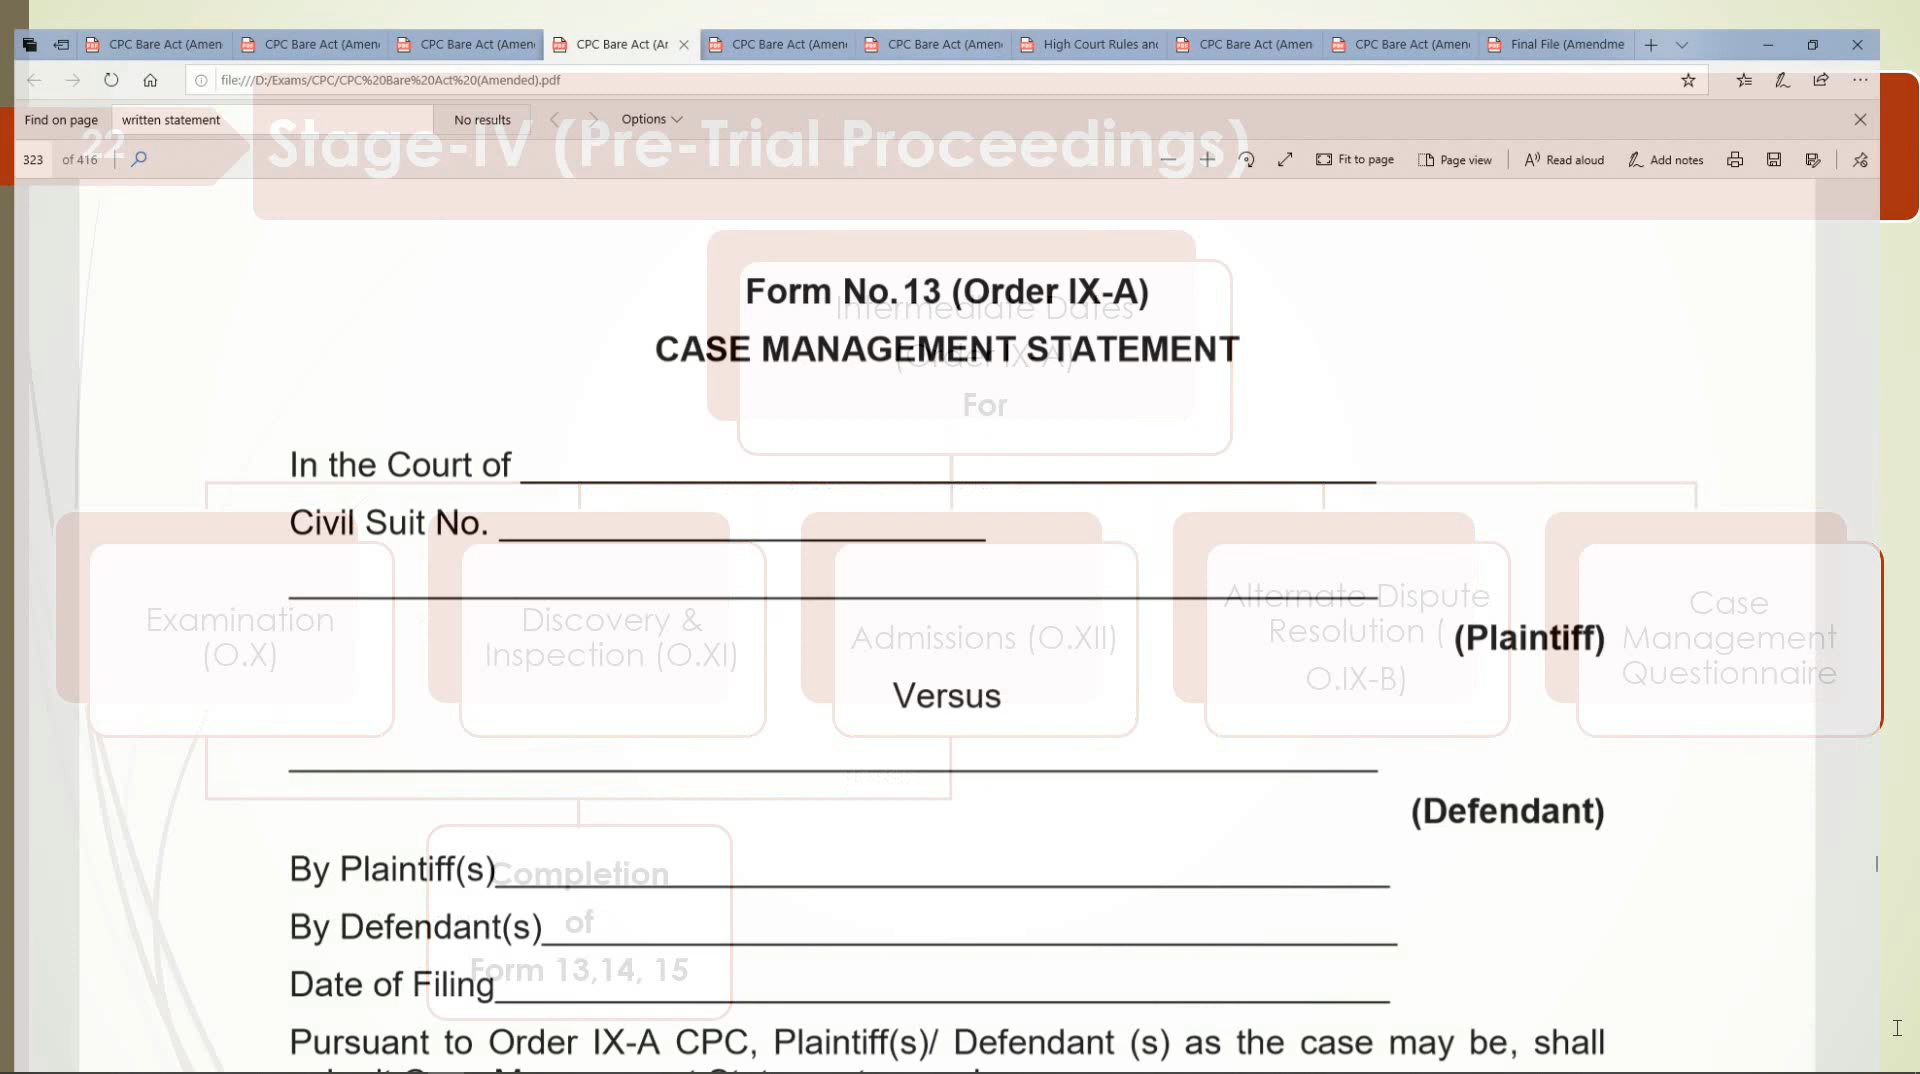 CPC Bare Act (Amen
CPC Bare Act (Amen
CPC Bare Act (Amen
CPC Bare Act (Ar
CPC Bare Act (Amen
CPC Bare Act (Amen
High Court Rules an
CPC Bare Act (Amen
CPC Bare Act (Amen
Final File (Amendme
file:///D:/Exams/CPC/CPC%20Bare%20Act%20(Amended).pdf
Find on page written statement No results Options
22
Stage-IV (Pre-Trial Proceedings)
323 of 416 Fit to page Page view Read aloud Add notes
Form No.13 (Order IX-A)
CASE MANAGEMENT STATEMENT
Intermediate Dates
(Order IX-A)
For
In the Court of
Civil Suit No.
Examination
(O.X)
Discovery &
Inspection (O.XI)
Admissions (O.XII)
Alternate Dispute
Resolution (
O.IX-B)
Case
Management
Questionnaire
(Plaintiff)
Versus
(Defendant)
By Plaintiff(s)
By Defendant(s)
Date of Filing
Completion
of
Form 13,14, 15
Pursuant to Order IX-A CPC, Plaintiff(s)/ Defendant (s) as the case may be, shall